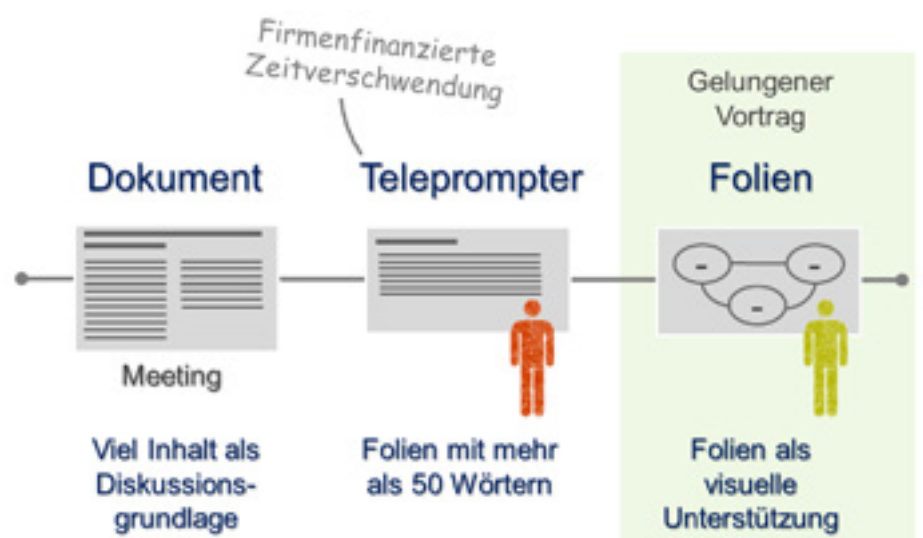 Firmenfinanzierte
Zeitverschwendung
Gelungener
Vortrag
Dokument
Teleprompter
Folien
Meeting
Viel Inhalt als
Diskussions-
grundlage
Folien mit mehr
als 50 Wörtern
Folien als
visuelle
Unterstützung